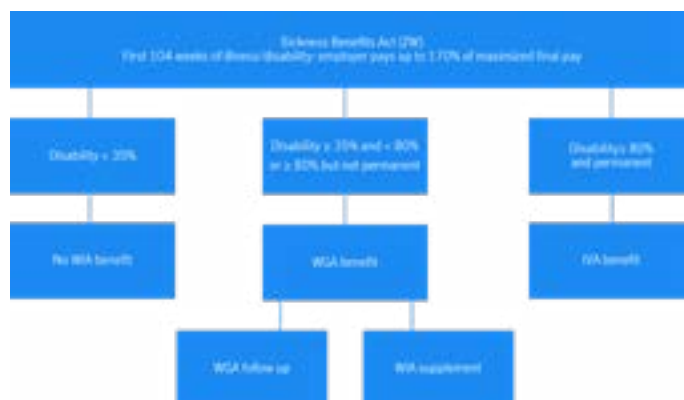 Sickness Benefits Act (ZW)
First 104 weeks of illness/disability: employer pays up to 170% of maximized final pay
Disability < 35%
Disability ≥ 35% and < 80%
or ≥ 80% but not permanent
Disability ≥ 80%
and permanent
No WIA benefit
WGA benefit
IVA benefit
WGA follow up
WIA supplement